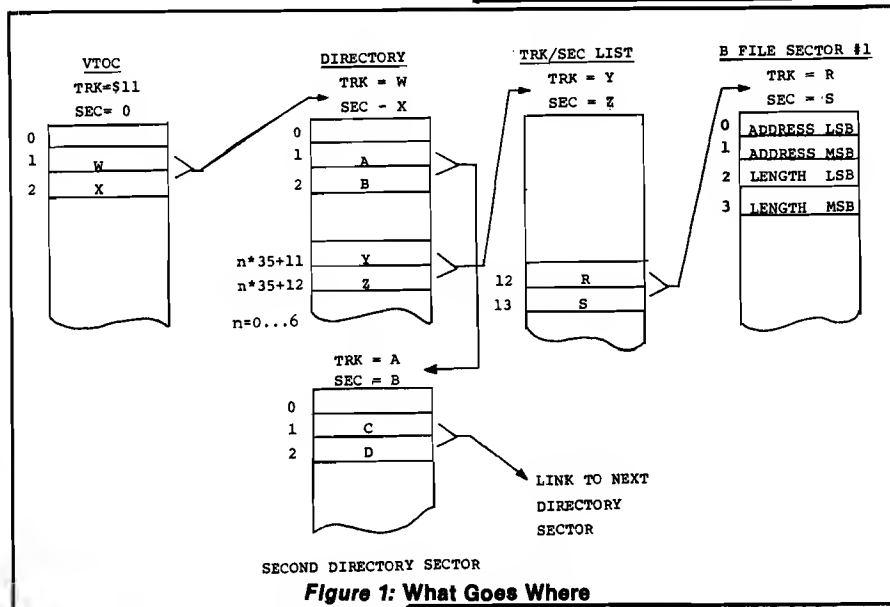 VTOC
TRK=$11
SEC= 0
0
1 W
2 X
DIRECTORY
TRK = W
SEC - X
0
1 A
2 B
n*35+11 Y
n*35+12 Z
n=0...6
TRK/SEC LIST
TRK = Y
SEC = Z
12 R
13 S
B FILE SECTOR #1
TRK = R
SEC = S
0 ADDRESS LSB
1 ADDRESS MSB
2 LENGTH LSB
3 LENGTH MSB
TRK = A
SEC = B
0
1 C
2 D
LINK TO NEXT
DIRECTORY
SECTOR
SECOND DIRECTORY SECTOR
Figure 1: What Goes Where